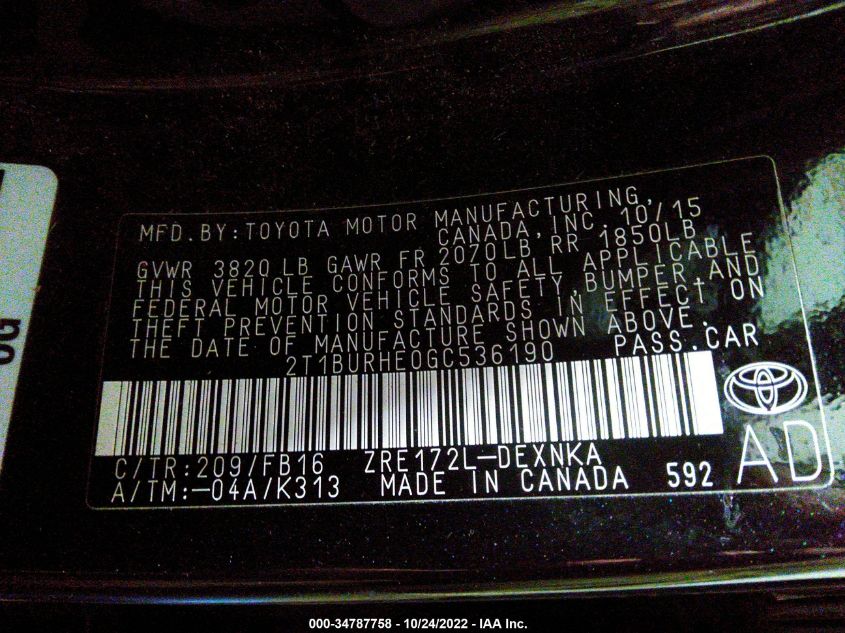 MFD.BY:TOYOTA MOTOR MANUFACTURING,
CANADA, INC. 10/15
GVWR 3820 LB GAWR FR 2070LB RR 1850LB
THIS VEHICLE CONFORMS TO ALL APPLICABLE
FEDERAL MOTOR VEHICLE SAFETY, BUMPER, AND
THEFT PREVENTION STANDARDS IN EFFECT ON
THE DATE OF MANUFACTURE SHOWN ABOVE.
2T1BURHE0GC536190 PASS.CAR
C/TR:209/FB16 ZRE172L-DEXNKA
A/TM:-04A/K313 MADE IN CANADA 592
AD
000-34787758 - 10/24/2022 - IAA Inc.